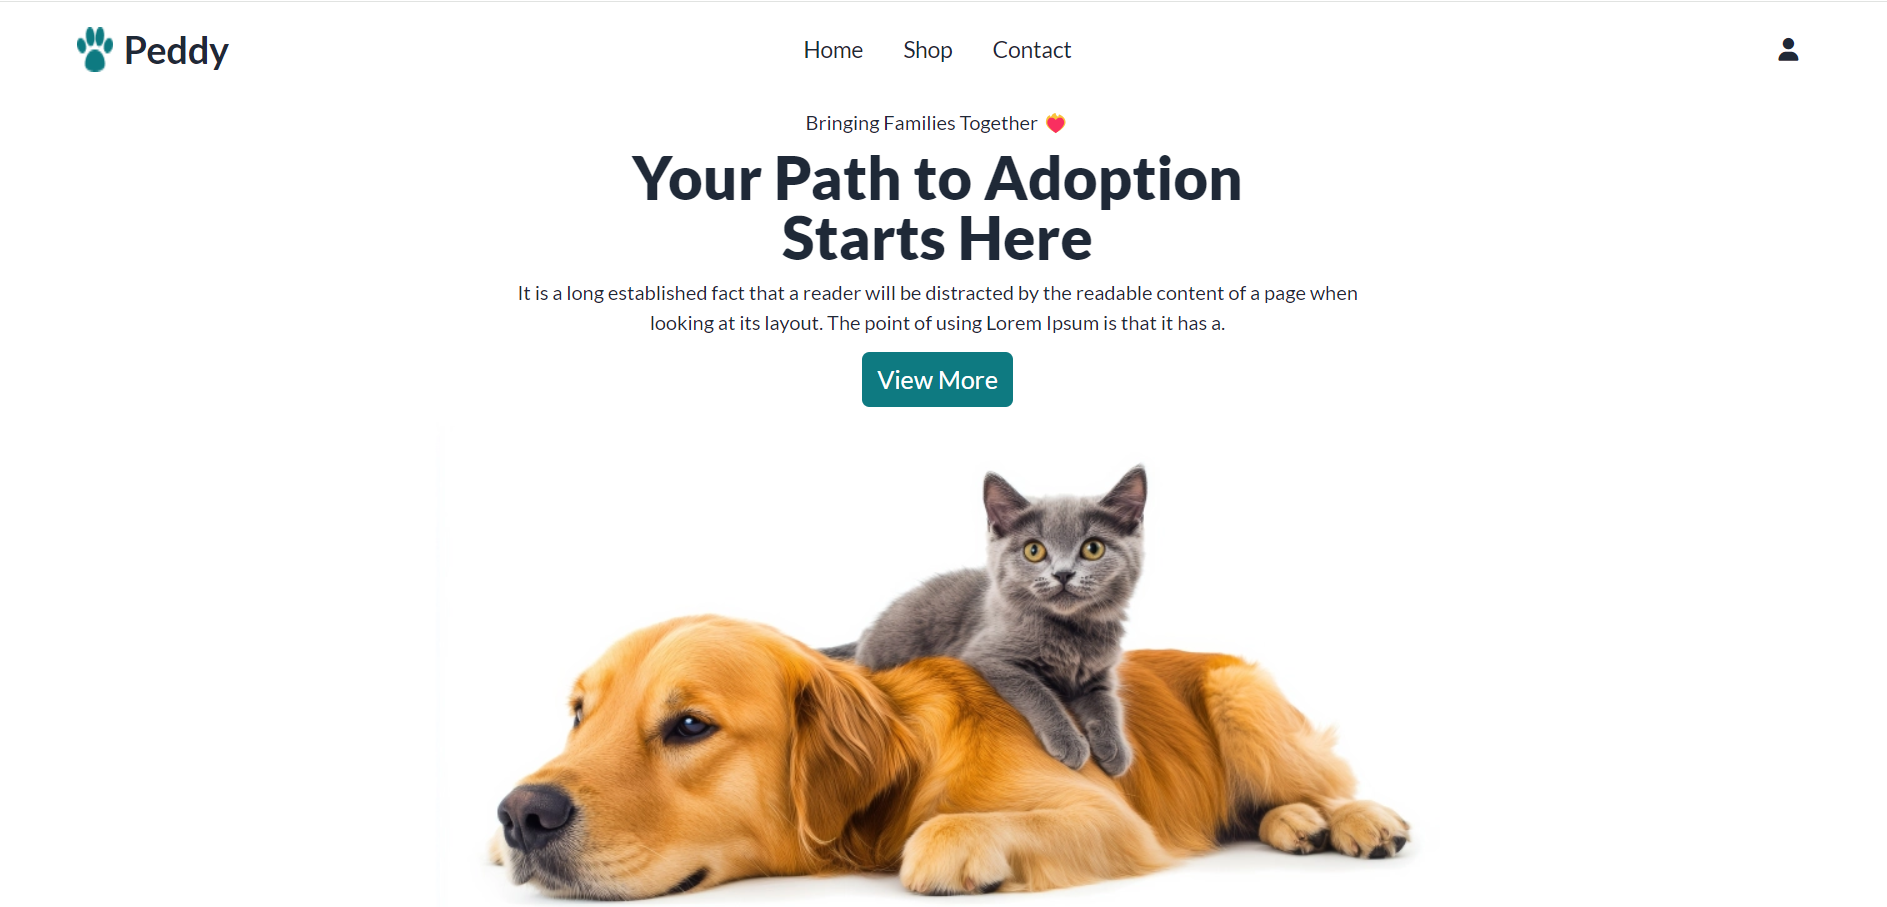 Peddy
Home Shop Contact
Bringing Families Together
Your Path to Adoption
Starts Here
It is a long established fact that a reader will be distracted by the readable content of a page when
looking at its layout. The point of using Lorem Ipsum is that it has a.
View More